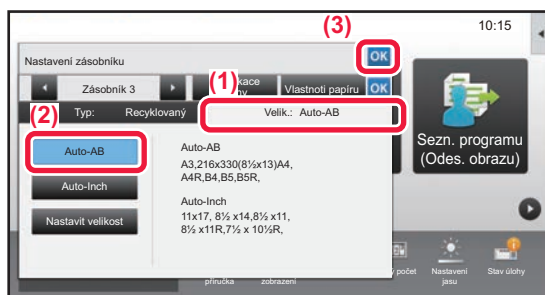 (3)
10:15
Nastavení zásobníku
OK
Zásobník 3
(1)
kace
Vlastnoti papíru
OK
(2)
Typ:
Recyklovaný
Velik.: Auto-AB
Auto-AB
Auto-Inch
Nastavit velikost
Auto-AB
A3,216x330(8½x13)A4,
A4R,B4,B5,B5R,
Auto-Inch
11x17, 8½ x14,8½ x11,
8½ x11R,7½ x 10½R,
Sezn. programu
(Odes. obrazu)
příručka
zobrazení
počet
Nastavení
jasu
Stav úlohy